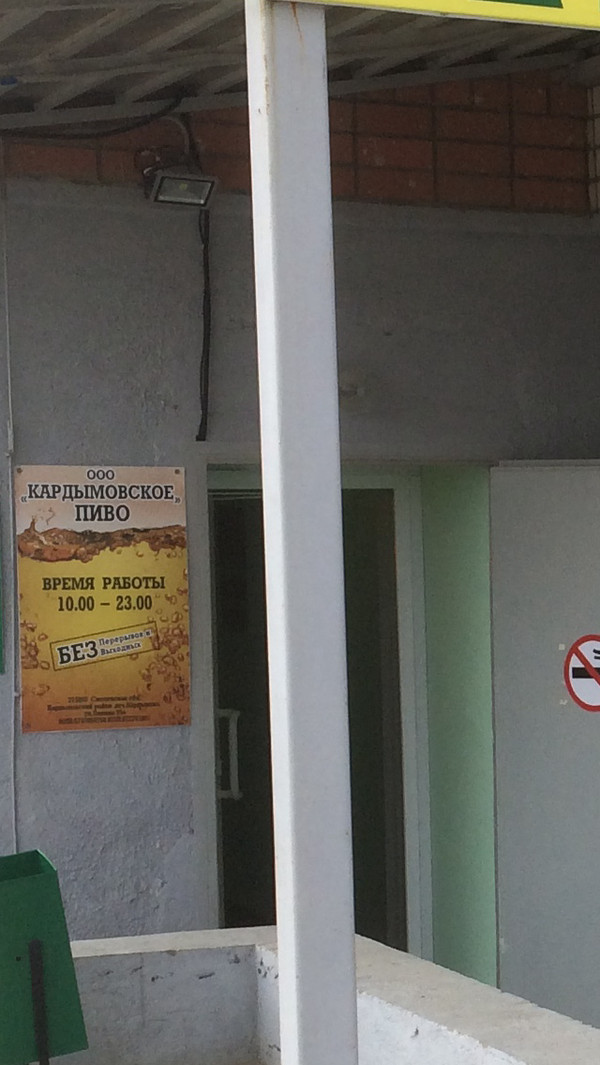 ООО
«КАРДЫМОВСКОЕ»
ПИВО
ВРЕМЯ РАБОТЫ
10.00 – 23.00
БЕЗ Перерывов и
Выходных